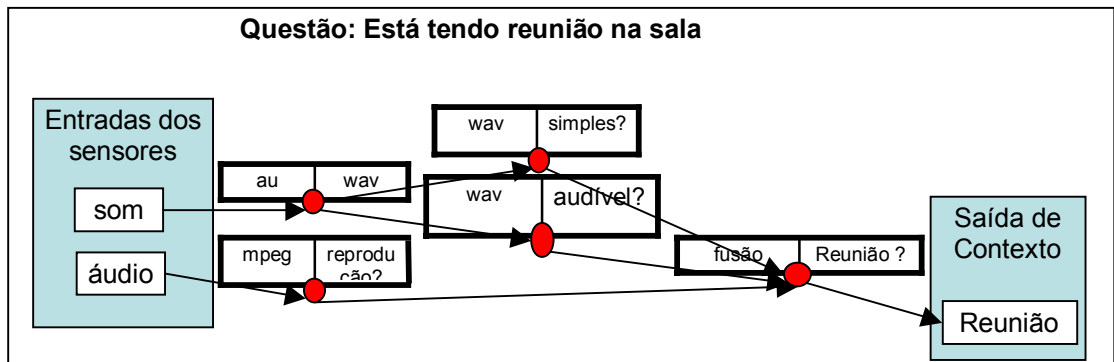 Questão: Está tendo reunião na sala
Entradas dos
sensores
som
áudio
au
wav
mpeg
reprodu
ção?
wav
simples?
wav
audível?
fusão
Reunião ?
Saída de
Contexto
Reunião